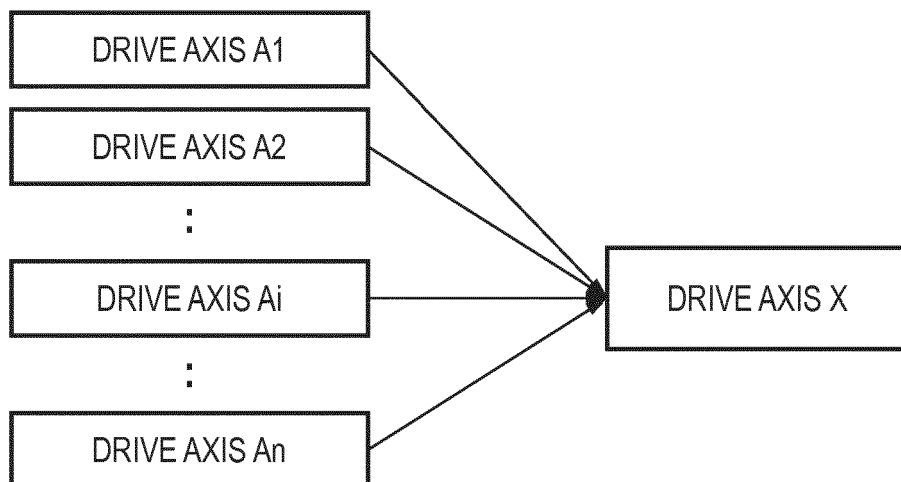 DRIVE AXIS A1
DRIVE AXIS A2
:
DRIVE AXIS Ai
DRIVE AXIS X
:
DRIVE AXIS An